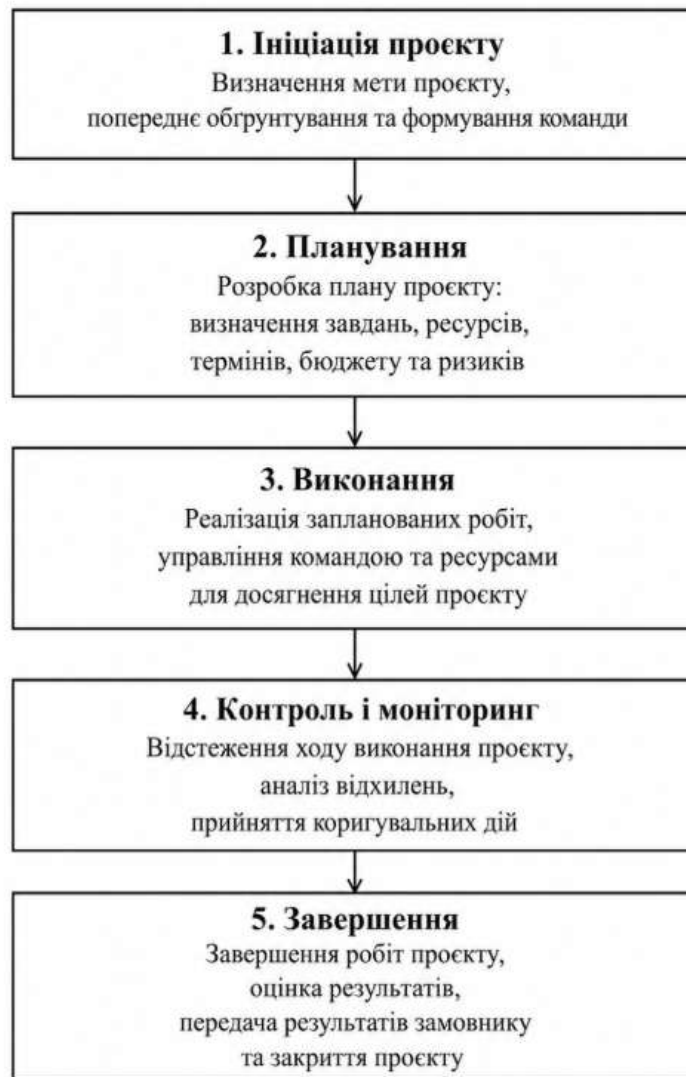 1. Ініціація проєкту
Визначення мети проєкту,
попереднє обґрунтування та формування команди
2. Планування
Розробка плану проєкту:
визначення завдань, ресурсів,
термінів, бюджету та ризиків
3. Виконання
Реалізація запланованих робіт,
управління командою та ресурсами
для досягнення цілей проєкту
4. Контроль і моніторинг
Відстеження ходу виконання проєкту,
аналіз відхилень,
прийняття коригувальних дій
5. Завершення
Завершення робіт проєкту,
оцінка результатів,
передача результатів замовнику
та закриття проєкту